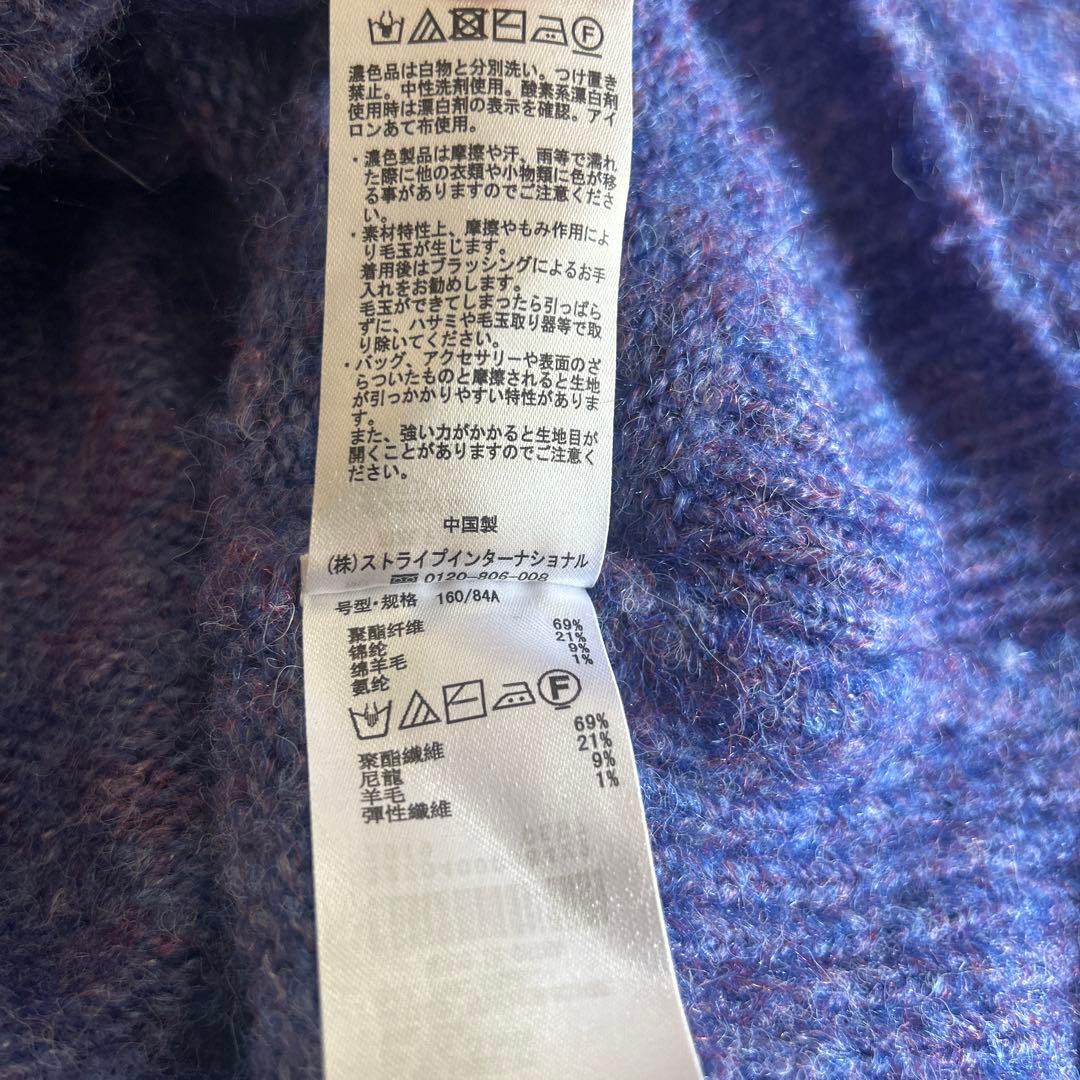 F
濃色品は白物と分別洗い。つけ置き
禁止。中性洗剤使用。酸素系漂白剤
使用時は漂白剤の表示を確認。アイ
ロンあて布使用。
・濃色製品は摩擦や汗、雨等で濡れ
た際に他の衣類や小物類に色が移
る事がありますのでご注意くださ
い。
・素材特性上、摩擦やもみ作用によ
り毛玉が生じます。
着用後はブラッシングによるお手
入れをお勧めします。
毛玉ができてしまったら引っぱら
ずに、ハサミや毛玉取り器等で取
り除いてください。
・バッグ、アクセサリーや表面のざ
らついたものと摩擦されると生地
が引っかかりやすい特性がありま
す。
また、強い力がかかると生地目が
開くことがありますのでご注意く
ださい。
中国製
(株)ストライプインターナショナル
0120-806-008
号型・规格 160/84A
聚酯纤维 69%
锦纶 21%
绵羊毛 9%
氨纶 1%
F
聚酯纖維 69%
尼龍 21%
羊毛 9%
彈性纖維 1%